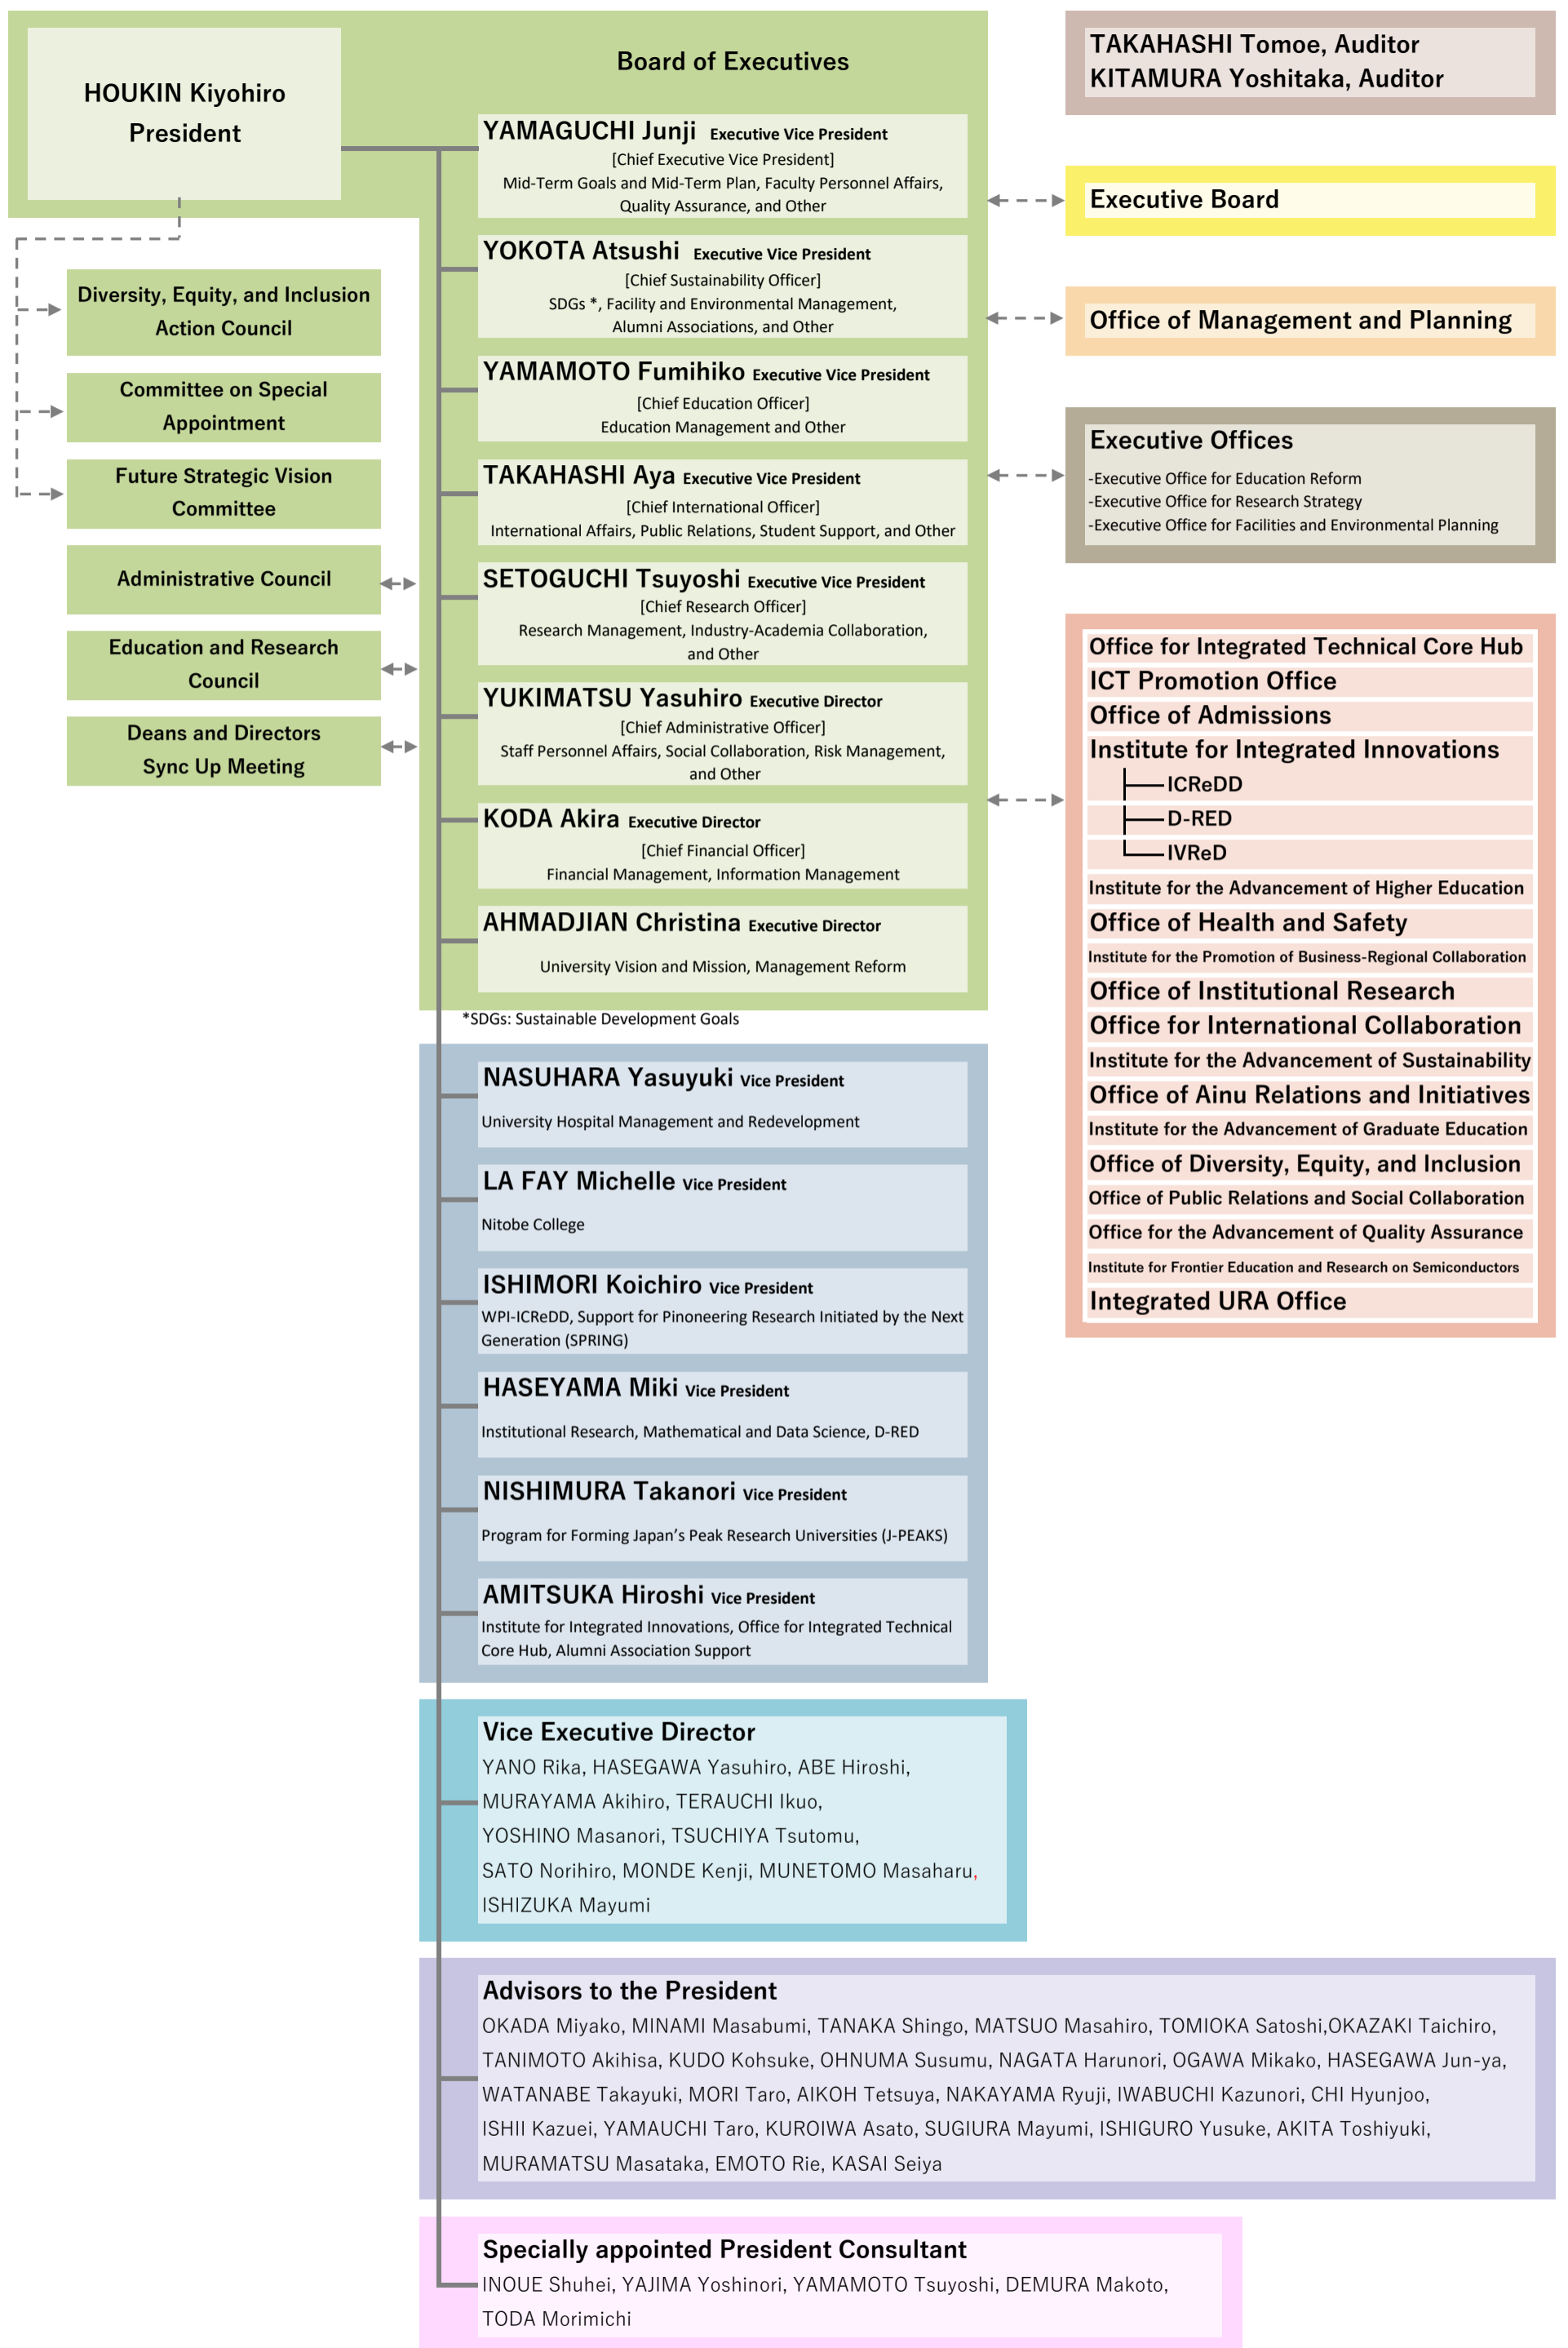 HOUKIN Kiyohiro
President
Board of Executives
YAMAGUCHI Junji Executive Vice President
[Chief Executive Vice President]
Mid-Term Goals and Mid-Term Plan, Faculty Personnel Affairs,
Quality Assurance, and Other
YOKOTA Atsushi Executive Vice President
[Chief Sustainability Officer]
SDGs *, Facility and Environmental Management,
Alumni Associations, and Other
YAMAMOTO Fumihiko Executive Vice President
[Chief Education Officer]
Education Management and Other
TAKAHASHI Aya Executive Vice President
[Chief International Officer]
International Affairs, Public Relations, Student Support, and Other
SETOGUCHI Tsuyoshi Executive Vice President
[Chief Research Officer]
Research Management, Industry-Academia Collaboration,
and Other
YUKIMATSU Yasuhiro Executive Director
[Chief Administrative Officer]
Staff Personnel Affairs, Social Collaboration, Risk Management,
and Other
KODA Akira Executive Director
[Chief Financial Officer]
Financial Management, Information Management
AHMADJIAN Christina Executive Director
University Vision and Mission, Management Reform
*SDGs: Sustainable Development Goals
Diversity, Equity, and Inclusion
Action Council
Committee on Special
Appointment
Future Strategic Vision
Committee
Administrative Council
Education and Research
Council
Deans and Directors
Sync Up Meeting
TAKAHASHI Tomoe, Auditor
KITAMURA Yoshitaka, Auditor
Executive Board
Office of Management and Planning
Executive Offices
-Executive Office for Education Reform
-Executive Office for Research Strategy
-Executive Office for Facilities and Environmental Planning
Office for Integrated Technical Core Hub
ICT Promotion Office
Office of Admissions
Institute for Integrated Innovations
ICReDD
D-RED
IVReD
Institute for the Advancement of Higher Education
Office of Health and Safety
Institute for the Promotion of Business-Regional Collaboration
Office of Institutional Research
Office for International Collaboration
Institute for the Advancement of Sustainability
Office of Ainu Relations and Initiatives
Institute for the Advancement of Graduate Education
Office of Diversity, Equity, and Inclusion
Office of Public Relations and Social Collaboration
Office for the Advancement of Quality Assurance
Institute for Frontier Education and Research on Semiconductors
Integrated URA Office
NASUHARA Yasuyuki Vice President
University Hospital Management and Redevelopment
LA FAY Michelle Vice President
Nitobe College
ISHIMORI Koichiro Vice President
WPI-ICReDD, Support for Pinoneering Research Initiated by the Next
Generation (SPRING)
HASEYAMA Miki Vice President
Institutional Research, Mathematical and Data Science, D-RED
NISHIMURA Takanori Vice President
Program for Forming Japan’s Peak Research Universities (J-PEAKS)
AMITSUKA Hiroshi Vice President
Institute for Integrated Innovations, Office for Integrated Technical
Core Hub, Alumni Association Support
Vice Executive Director
YANO Rika, HASEGAWA Yasuhiro, ABE Hiroshi,
MURAYAMA Akihiro, TERAUCHI Ikuo,
YOSHINO Masanori, TSUCHIYA Tsutomu,
SATO Norihiro, MONDE Kenji, MUNETOMO Masaharu,
ISHIZUKA Mayumi
Advisors to the President
OKADA Miyako, MINAMI Masabumi, TANAKA Shingo, MATSUO Masahiro, TOMIOKA Satoshi,OKAZAKI Taichiro,
TANIMOTO Akihisa, KUDO Kohsuke, OHNUMA Susumu, NAGATA Harunori, OGAWA Mikako, HASEGAWA Jun-ya,
WATANABE Takayuki, MORI Taro, AIKOH Tetsuya, NAKAYAMA Ryuji, IWABUCHI Kazunori, CHI Hyunjoo,
ISHII Kazuei, YAMAUCHI Taro, KUROIWA Asato, SUGIURA Mayumi, ISHIGURO Yusuke, AKITA Toshiyuki,
MURAMATSU Masataka, EMOTO Rie, KASAI Seiya
Specially appointed President Consultant
INOUE Shuhei, YAJIMA Yoshinori, YAMAMOTO Tsuyoshi, DEMURA Makoto,
TODA Morimichi